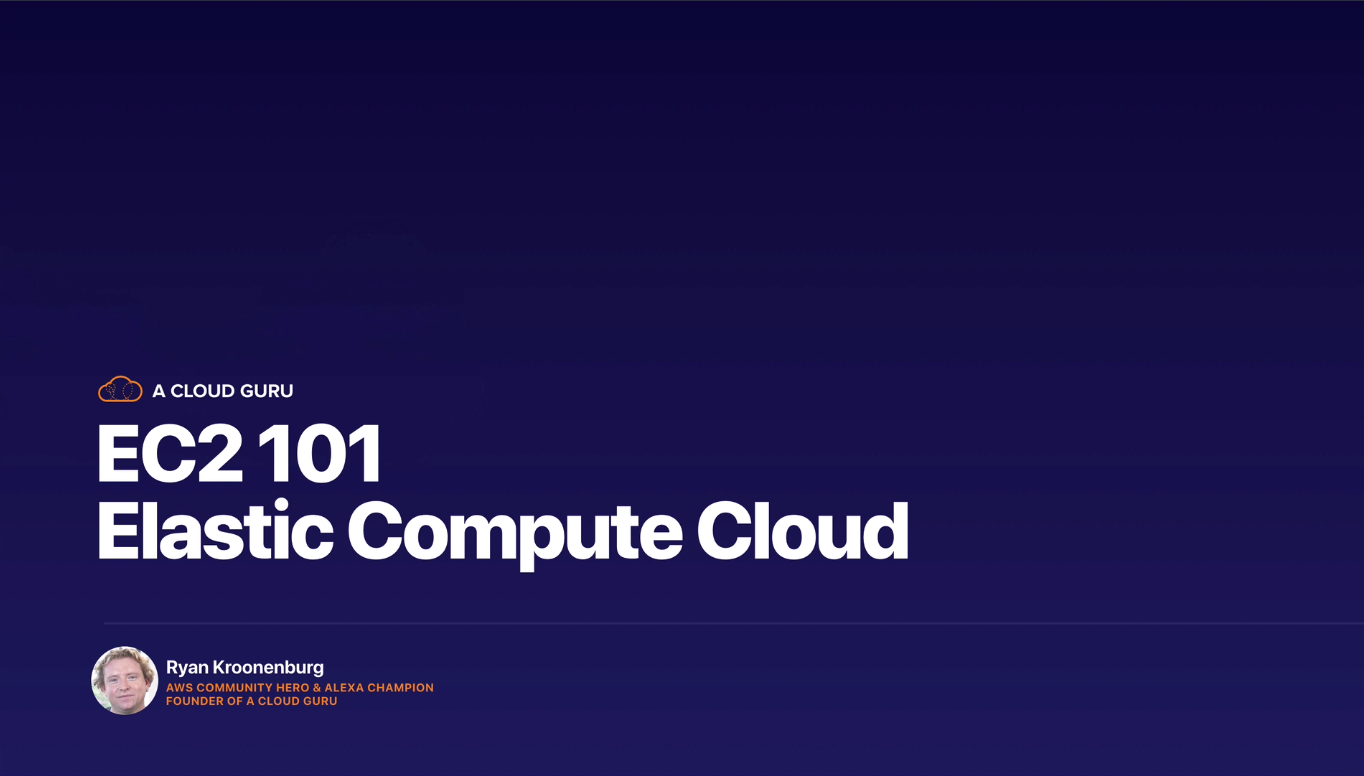 A CLOUD GURU
EC2 101
Elastic Compute Cloud
Ryan Kroonenburg
AWS COMMUNITY HERO & ALEXA CHAMPION
FOUNDER OF A CLOUD GURU